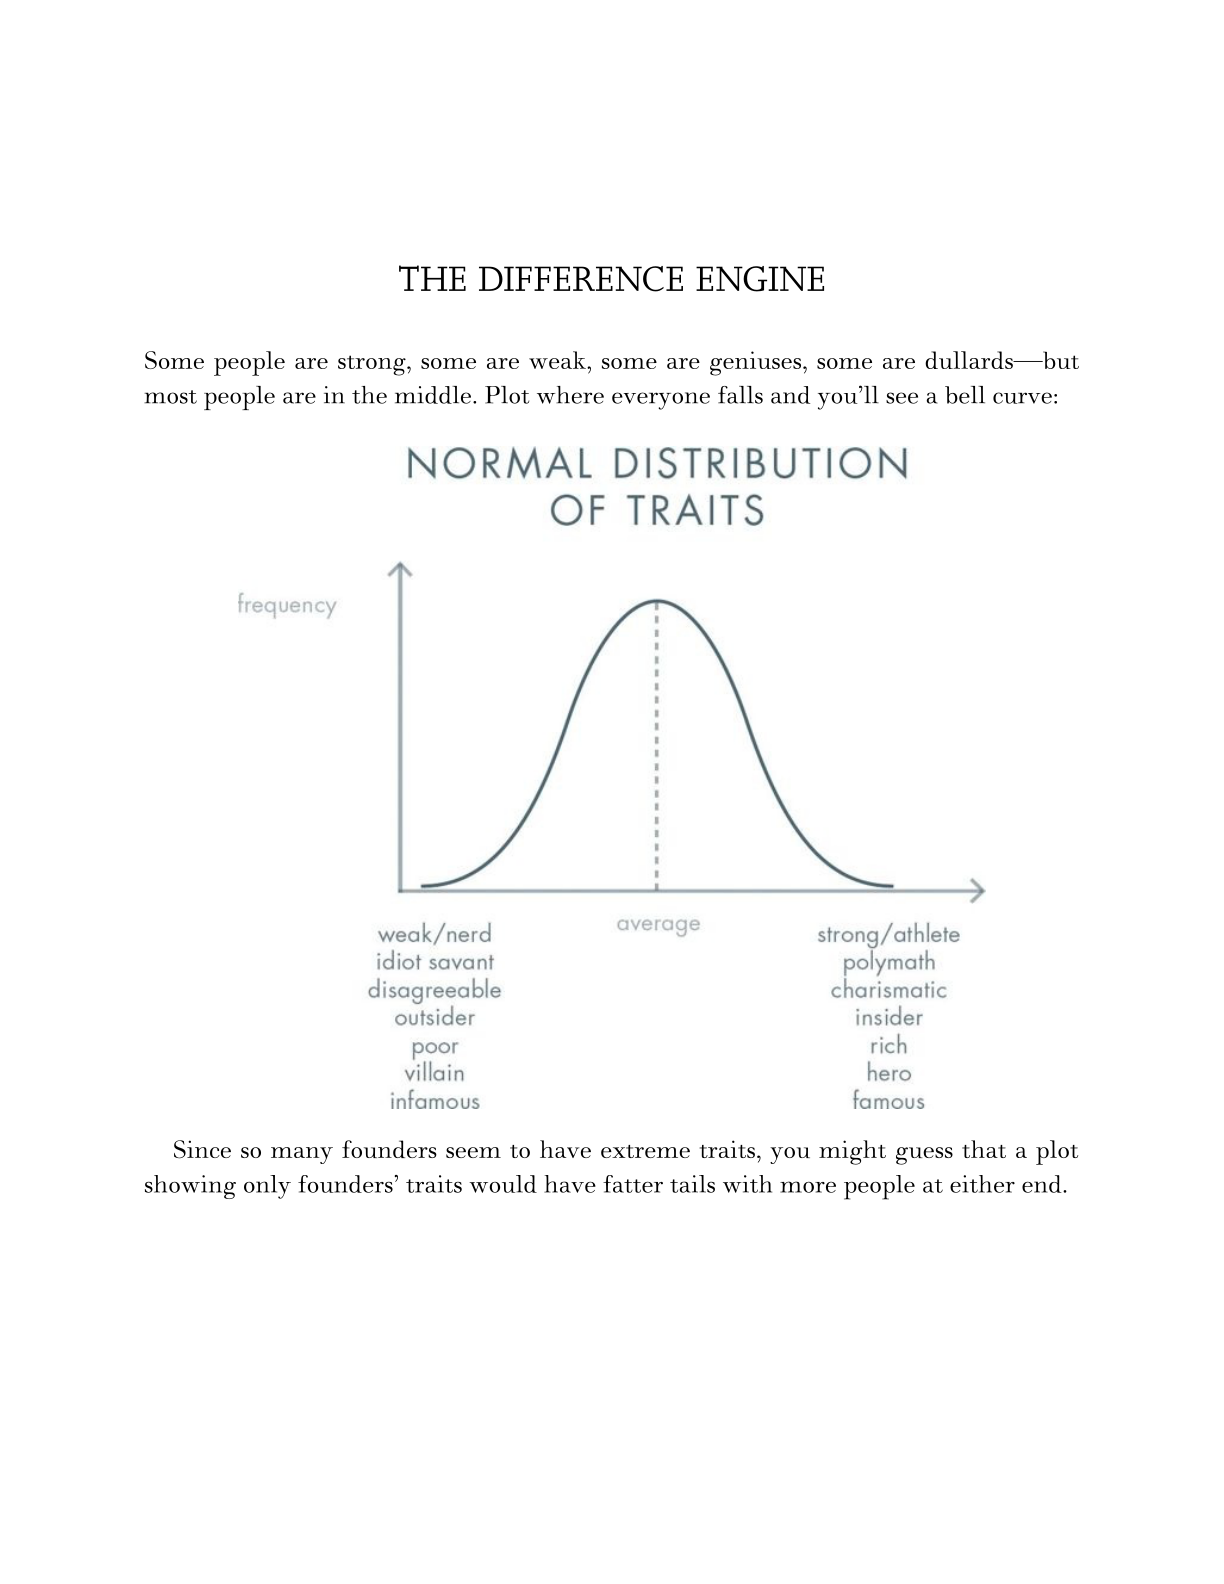 THE DIFFERENCE ENGINE
Some people are strong, some are weak, some are geniuses, some are dullards—but
most people are in the middle. Plot where everyone falls and you’ll see a bell curve:
NORMAL DISTRIBUTION
OF TRAITS
frequency
average
weak/nerd
idiot savant
disagreeable
outsider
poor
villain
infamous
strong/athlete
polymath
charismatic
insider
rich
hero
famous
Since so many founders seem to have extreme traits, you might guess that a plot
showing only founders’ traits would have fatter tails with more people at either end.